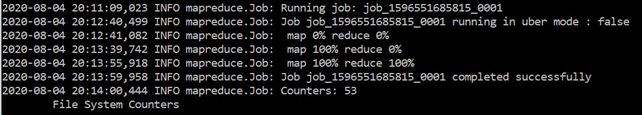 2020-08-04 20:11:09,023 INFO mapreduce.Job: Running job: job_1596551685815_0001
2020-08-04 20:12:40,499 INFO mapreduce.Job: Job job_1596551685815_0001 running in uber mode : false
2020-08-04 20:12:41,082 INFO mapreduce.Job:  map 0% reduce 0%
2020-08-04 20:13:39,742 INFO mapreduce.Job:  map 100% reduce 0%
2020-08-04 20:13:55,918 INFO mapreduce.Job:  map 100% reduce 100%
2020-08-04 20:13:59,958 INFO mapreduce.Job: Job job_1596551685815_0001 completed successfully
2020-08-04 20:14:00,444 INFO mapreduce.Job: Counters: 53
File System Counters